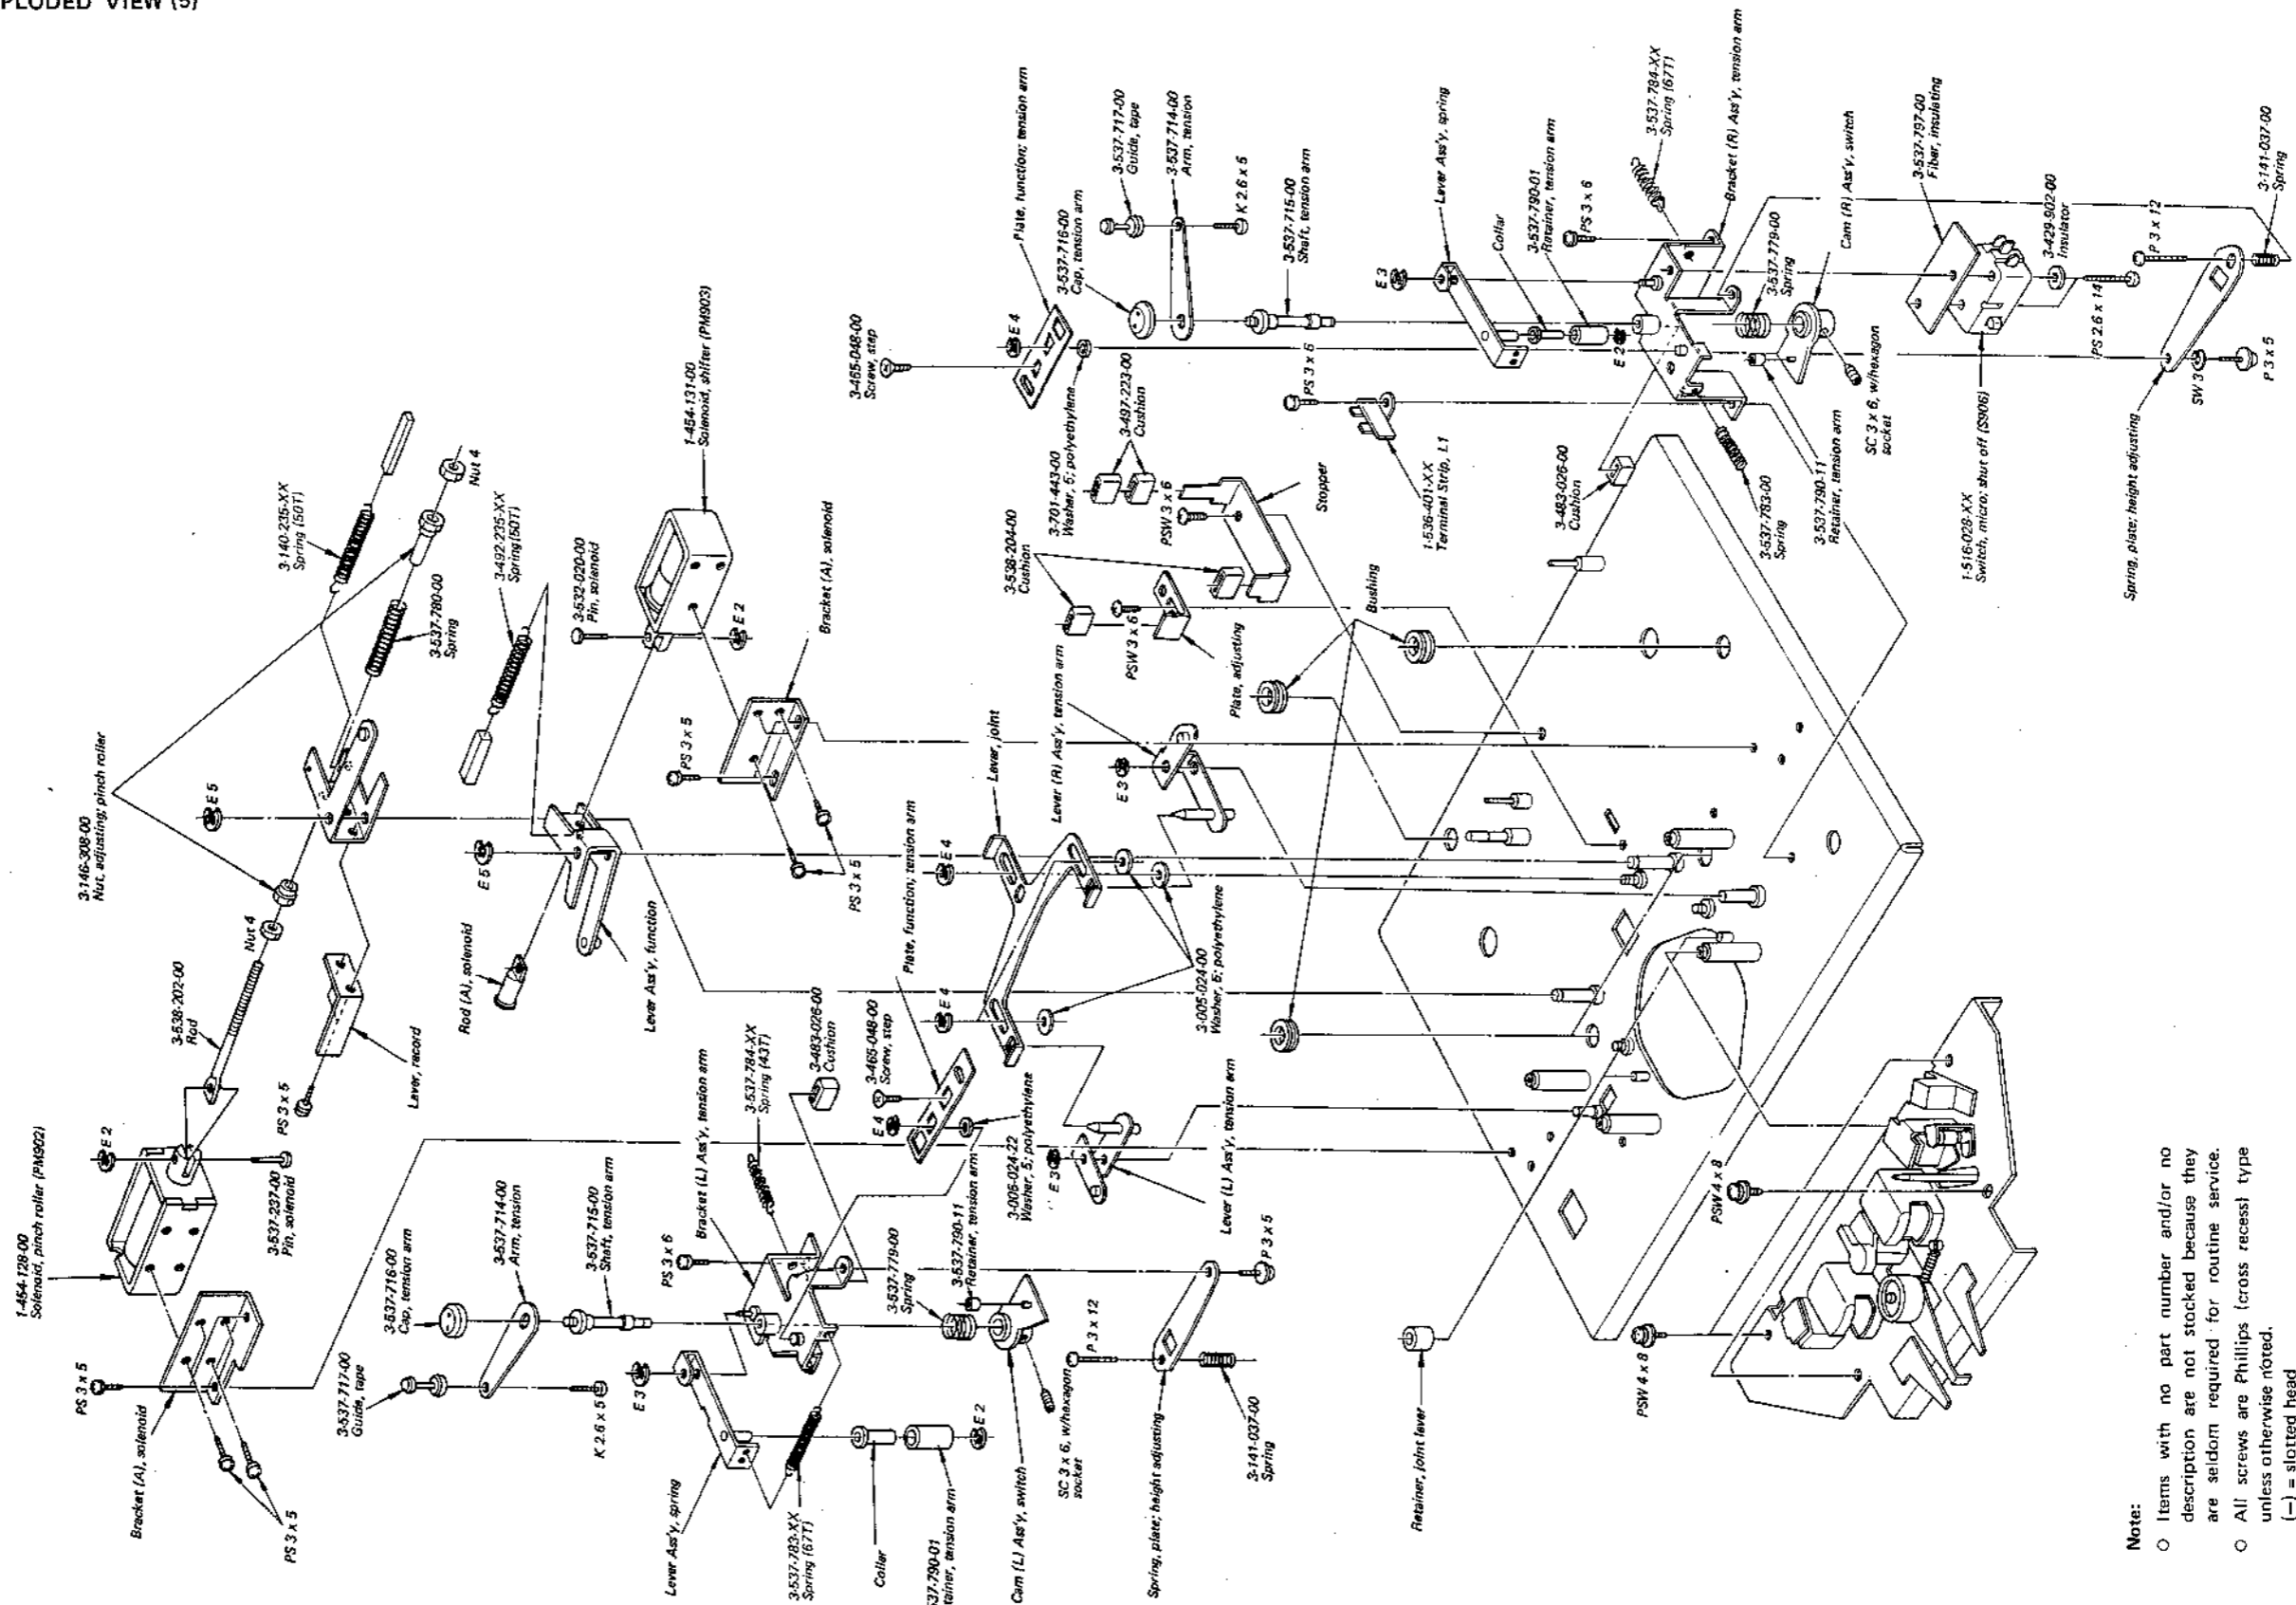 PLODED VIEW (5)
1-454-128-00
Solenoid, pinch roller (PM902)
E 2
3-537-237-00
Pin, solenoid
PS 3 x 5
Bracket (A), solenoid
PS 3 x 5
3-538-202-00
Rod
Nut 4
3-146-308-00
Nut, adjusting; pinch roller
PS 3 x 5
Lever, record
E 5
3-537-780-00
Spring
3-140-235-XX
Spring (50T)
Nut 4
3-492-235-XX
Spring (50T)
E 5
Rod (A), solenoid
Lever Ass'y, function
3-532-020-00
Pin, solenoid
E 2
1-454-131-00
Solenoid, shifter (PM903)
PS 3 x 5
Bracket (A), solenoid
PS 3 x 5
3-537-717-00
Guide, tape
3-537-716-00
Cap, tension arm
3-537-714-00
Arm, tension
3-537-715-00
Shaft, tension arm
K 2.6 x 5
E 3
Lever Ass'y, spring
3-537-783-XX
Spring (67T)
Collar
537-790-01
tainer, tension arm
E 2
PS 3 x 6
Bracket (L) Ass'y, tension arm
3-537-784-XX
Spring (43T)
3-483-026-00
Cushion
3-465-048-00
Screw, step
E 4
Plate, function; tension arm
3-005-024-22
Washer, 5; polyethylene
3-537-779-00
Spring
3-537-790-11
Retainer, tension arm
Cam (L) Ass'y, switch
SC 3 x 6, w/hexagon
socket
P 3 x 12
P 3 x 5
Spring, plate; height adjusting
3-141-037-00
Spring
E 3
Lever (L) Ass'y, tension arm
E 4
E 4
Lever, joint
3-005-024-00
Washer, 5; polyethylene
E 3
Lever (R) Ass'y, tension arm
Plate, adjusting
PSW 3 x 6
3-538-204-00
Cushion
Bushing
Stopper
PSW 3 x 6
3-497-223-00
Cushion
3-701-443-00
Washer, 5; polyethylene
3-465-048-00
Screw, step
E 4
Plate, function; tension arm
3-537-716-00
Cap, tension arm
3-537-717-00
Guide, tape
3-537-714-00
Arm, tension
K 2.6 x 5
3-537-715-00
Shaft, tension arm
E 3
Lever Ass'y, spring
Collar
3-537-790-01
Retainer, tension arm
E 2
PS 3 x 6
1-536-401-XX
Terminal Strip, L1
PS 3 x 6
3-537-784-XX
Spring (67T)
Bracket (R) Ass'y, tension arm
3-537-779-00
Spring
Cam (R) Ass'y, switch
SC 3 x 6, w/hexagon
socket
3-483-026-00
Cushion
3-537-783-00
Spring
3-537-790-11
Retainer, tension arm
3-537-797-00
Fiber, insulating
3-429-902-00
Insulator
PS 2.6 x 14
1-516-028-XX
Switch, micro; shut off (S906)
P 3 x 12
3-141-037-00
Spring
Spring, plate; height adjusting
SW 3
P 3 x 5
Retainer, joint lever
PSW 4 x 8
PSW 4 x 8
Note:
○ Items with no part number and/or no
description are not stocked because they
are seldom required for routine service.
○ All screws are Phillips (cross recess) type
unless otherwise noted.
(−) = slotted head